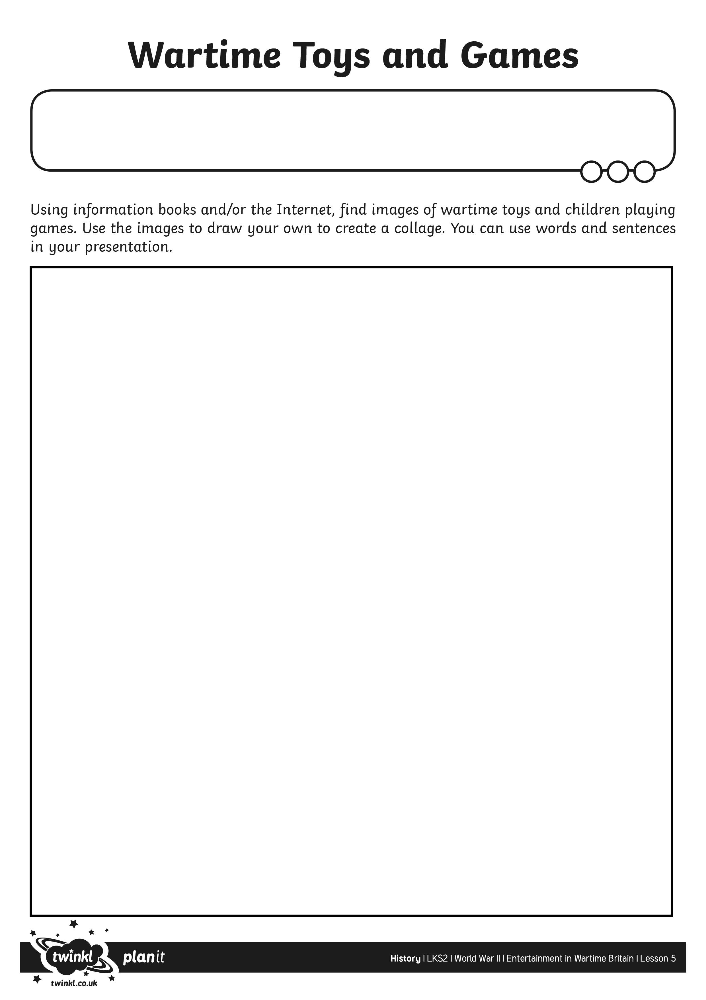 Wartime Toys and Games
Using information books and/or the Internet, find images of wartime toys and children playing
games. Use the images to draw your own to create a collage. You can use words and sentences
in your presentation.
twinkl planit
History | LKS2 | World War II | Entertainment in Wartime Britain | Lesson 5
twinkl.co.uk